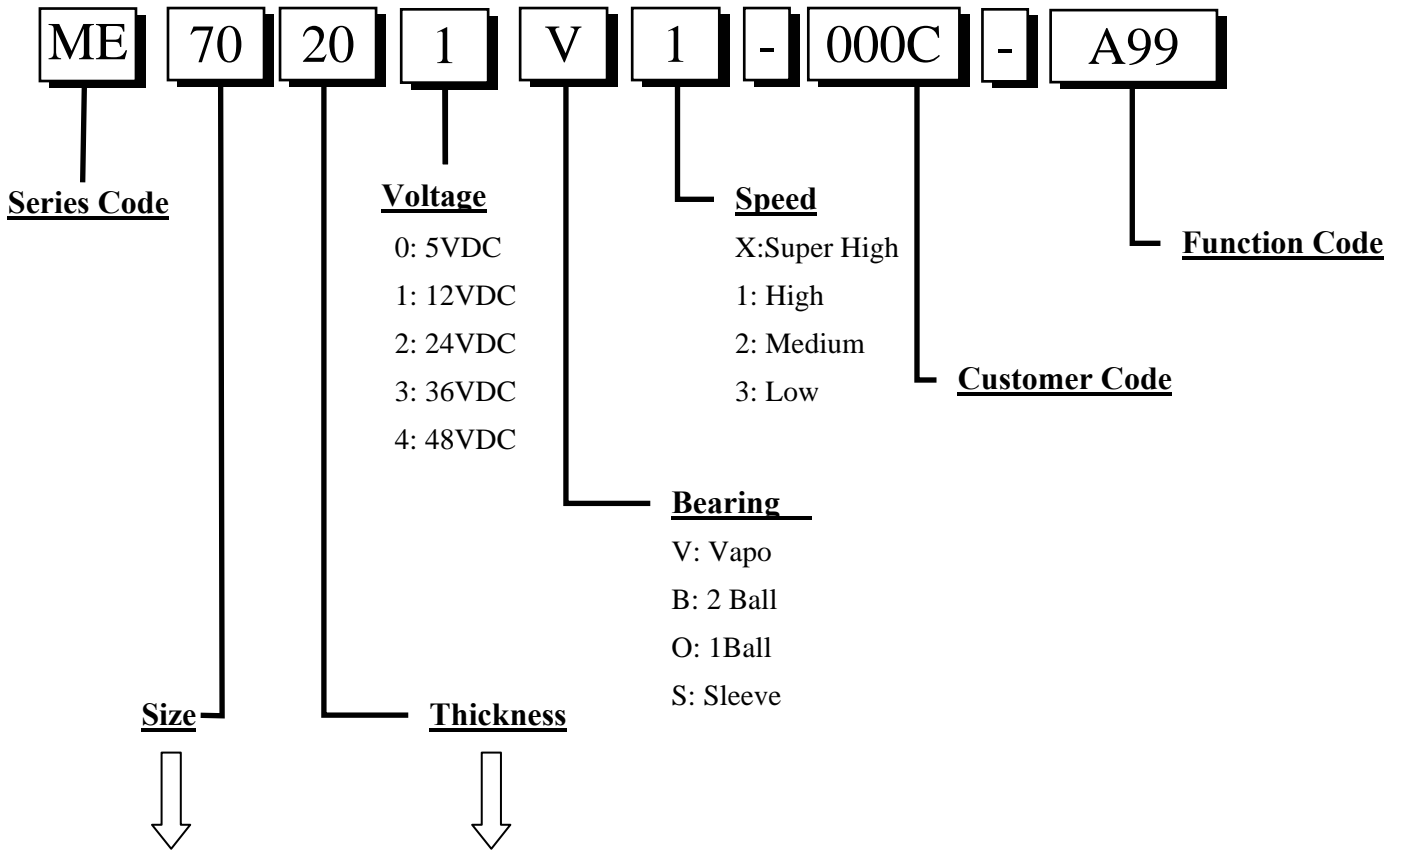 ME 70 20 1 V 1 - 000C - A99
Series Code
Voltage
0: 5VDC
1: 12VDC
2: 24VDC
3: 36VDC
4: 48VDC
Speed
X:Super High
1: High
2: Medium
3: Low
Function Code
Customer Code
Bearing
V: Vapo
B: 2 Ball
O: 1Ball
S: Sleeve
Size
Thickness